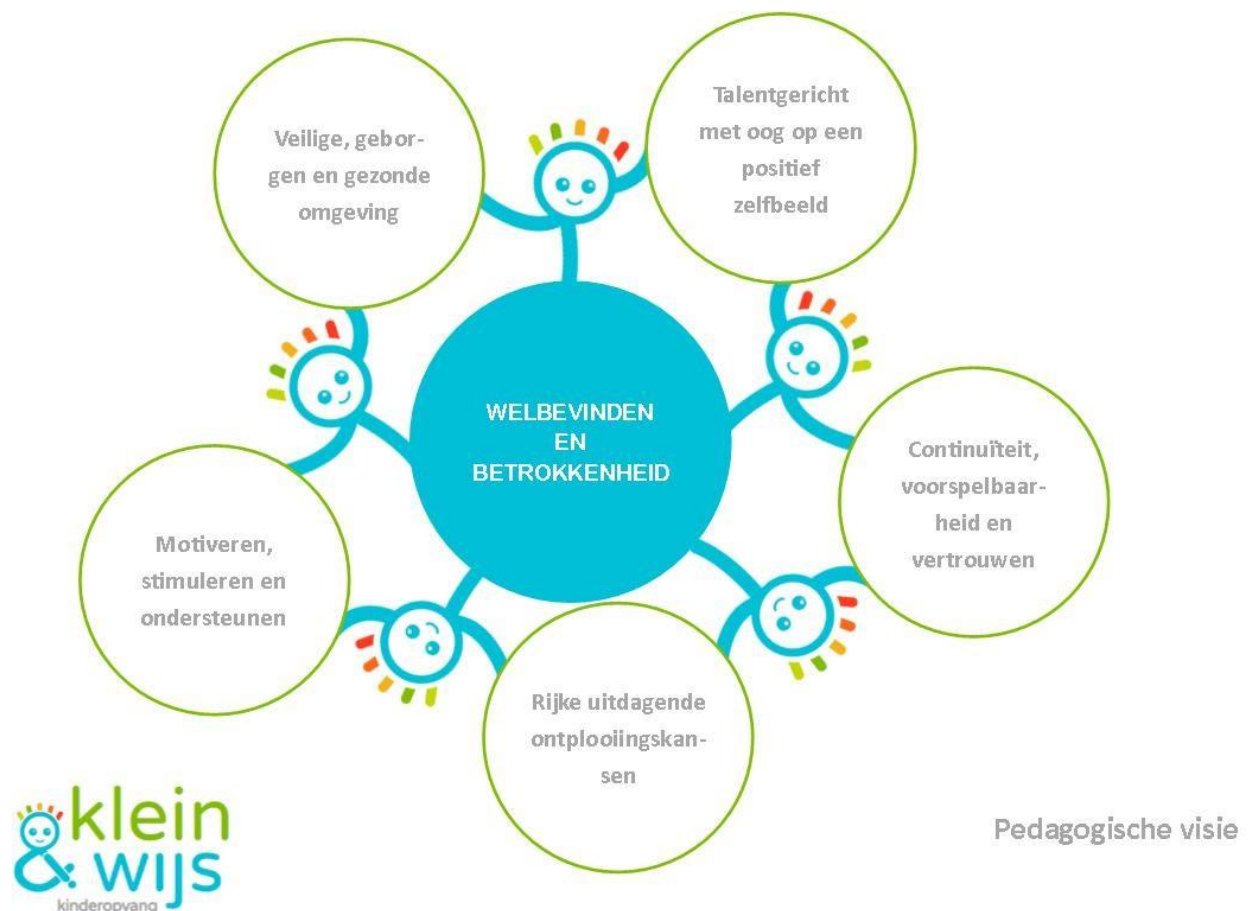 Veilige, gebor-
gen en gezonde
omgeving
Talentgericht
met oog op een
positief
zelfbeeld
WELBEVINDEN
EN
BETROKKENHEID
Continuïteit,
voorspelbaar-
heid en
vertrouwen
Motiveren,
stimuleren en
ondersteunen
Rijke uitdagende
ontplooiingskan-
sen
klein
& wijs
kinderopvang
Pedagogische visie